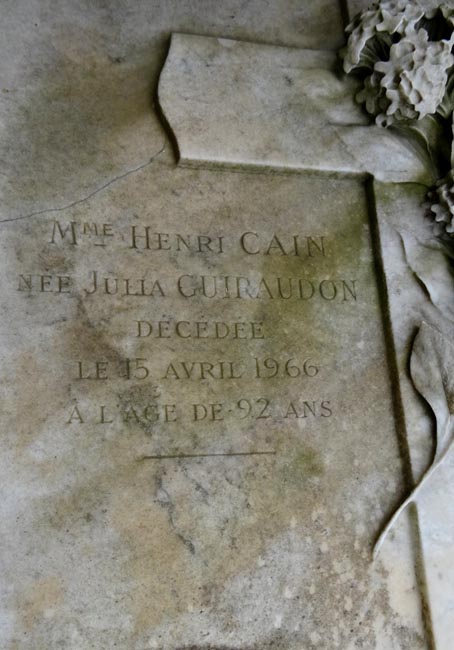 MME HENRI CAIN
NÉE JULIA GUIRAUDON
DÉCÉDÉE
LE 15 AVRIL 1966
A L'AGE DE 92 ANS